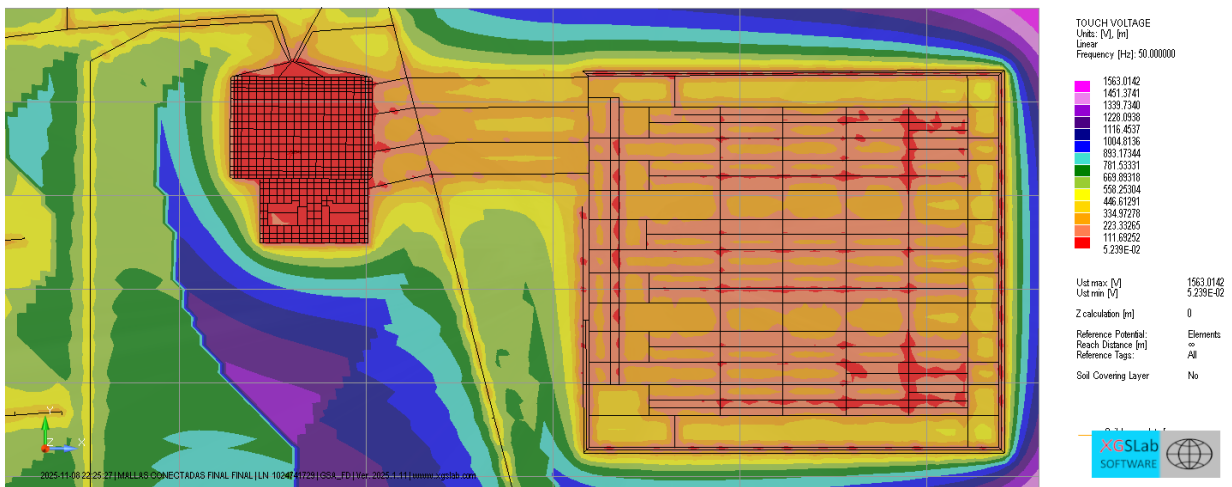 TOUCH VOLTAGE
Units: [V], [m]
Linear
Frequency [Hz]: 50.000000
1563.0142
1451.3741
1339.7340
1228.0938
1116.4537
1004.8136
893.17344
781.53331
669.89318
558.25304
446.61291
334.97278
223.33265
111.69252
5.239E-02
Ust max [V] 1563.0142
Ust min [V] 5.239E-02
Z calculation [m] 0
Reference Potential: Elements
Reach Distance [m] ∞
Reference Tags: All
Soil Covering Layer No
XGSLab
SOFTWARE
Y
Z X
2025-11-08 22:25:27 | MALLAS CONECTADAS FINAL FINAL | LN 1024741729 | GSA_FD | Ver. 2025.1.11 | www.xgslab.com